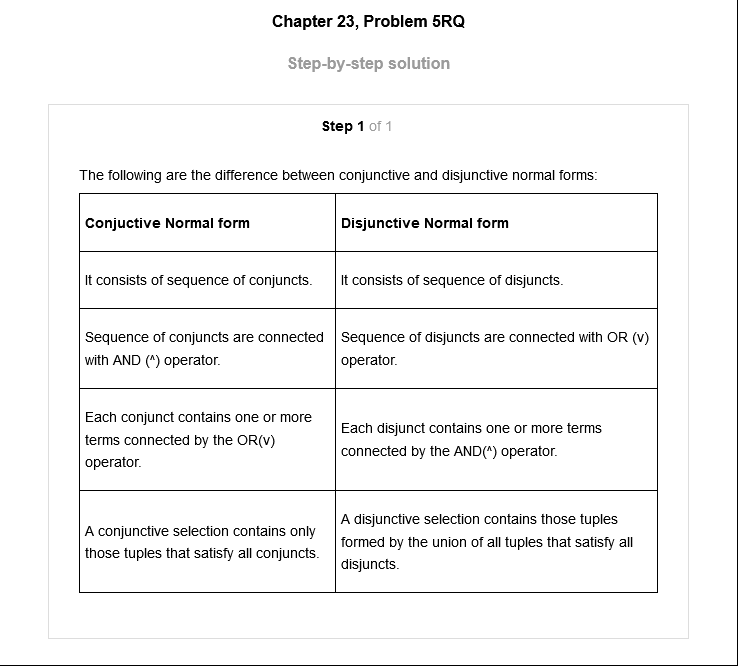 Chapter 23, Problem 5RQ
Step-by-step solution
Step 1 of 1
The following are the difference between conjunctive and disjunctive normal forms:
Conjuctive Normal form
Disjunctive Normal form
It consists of sequence of conjuncts.
It consists of sequence of disjuncts.
Sequence of conjuncts are connected
with AND (^) operator.
Sequence of disjuncts are connected with OR (v)
operator.
Each conjunct contains one or more
terms connected by the OR(v)
operator.
Each disjunct contains one or more terms
connected by the AND(^) operator.
A conjunctive selection contains only
those tuples that satisfy all conjuncts.
A disjunctive selection contains those tuples
formed by the union of all tuples that satisfy all
disjuncts.